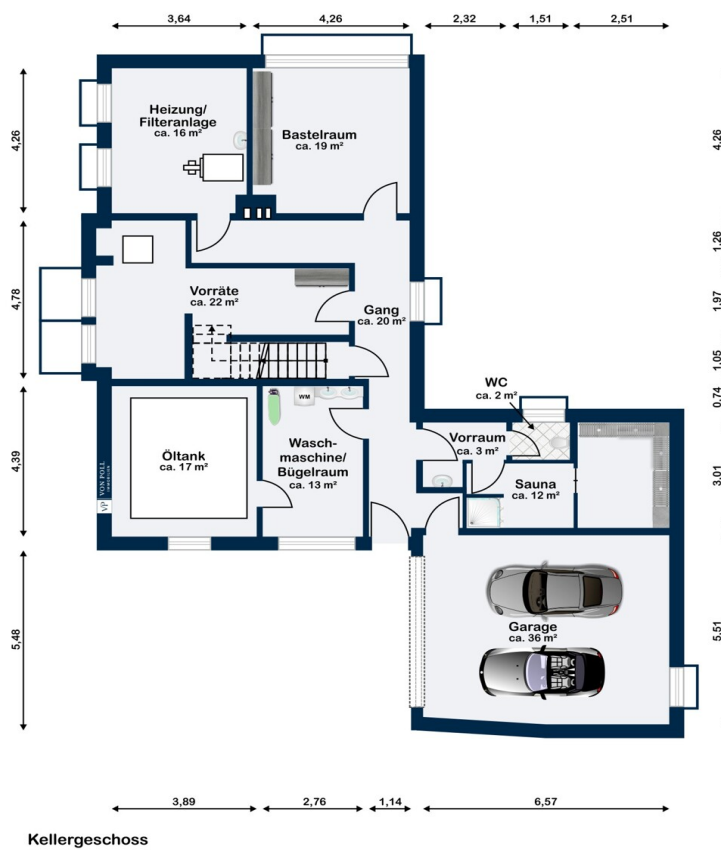 3,64
4,26
2,32
1,51
2,51
4,26
4,78
4,39
5,48
Heizung/
Filteranlage
ca. 16 m²
Bastelraum
ca. 19 m²
Vorräte
ca. 22 m²
Gang
ca. 20 m²
WC
ca. 2 m²
Öltank
ca. 17 m²
WM
Wasch-
maschine/
Bügelraum
ca. 13 m²
Vorraum
ca. 3 m²
Sauna
ca. 12 m²
Garage
ca. 36 m²
VP VON POLL
IMMOBILIEN
4,26
1,26
1,97
1,05
0,74
3,01
5,51
3,89
2,76
1,14
6,57
Kellergeschoss